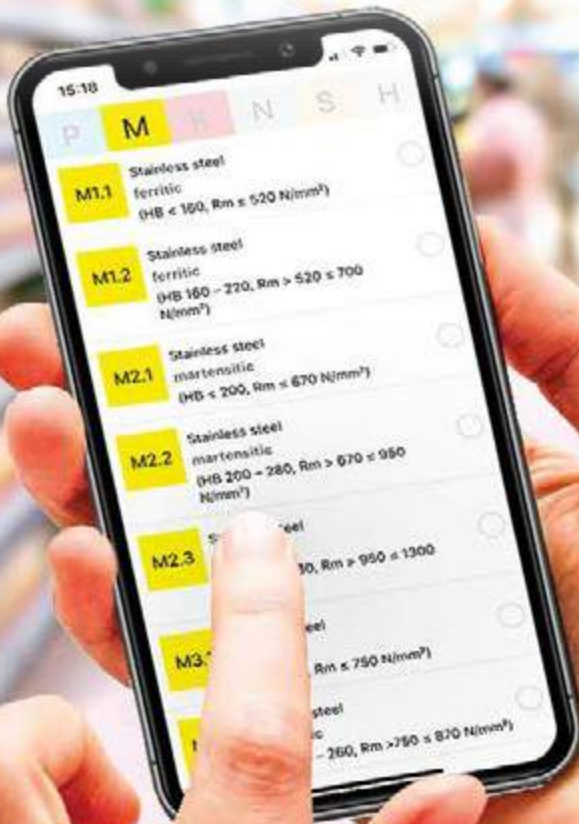 15:18
P M K N S H
M1.1 Stainless steel
ferritic
(HB < 160, Rm ≤ 520 N/mm²)
M1.2 Stainless steel
ferritic
(HB 160 – 220, Rm > 520 ≤ 700
N/mm²)
M2.1 Stainless steel
martensitic
(HB < 200, Rm ≤ 670 N/mm²)
M2.2 Stainless steel
martensitic
(HB 200 – 280, Rm > 670 ≤ 950
N/mm²)
M2.3
Rm > 950 ≤ 1300
Rm ≤ 750 N/mm²)
steel
– 260, Rm >750 ≤ 870 N/mm²)